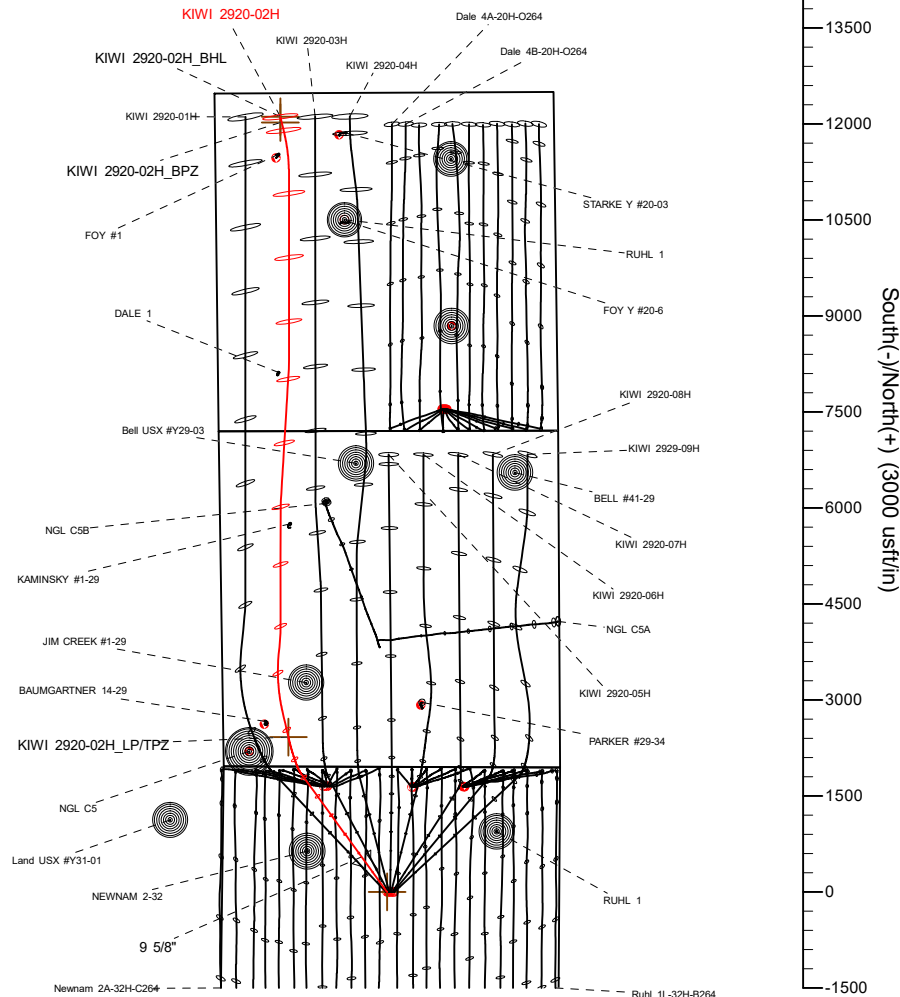 KIWI 2920-02H
Dale 4A-20H-O264
13500
KIWI 2920-03H
Dale 4B-20H-O264
KIWI 2920-02H_BHL
KIWI 2920-04H
KIWI 2920-01H
12000
KIWI 2920-02H_BPZ
STARKE Y #20-03
10500
FOY #1
RUHL 1
FOY Y #20-6
DALE 1
9000
South(-)/North(+) (3000 usft/in)
7500
KIWI 2920-08H
Bell USX #Y29-03
KIWI 2929-09H
BELL #41-29
6000
NGL C5B
KIWI 2920-07H
KAMINSKY #1-29
KIWI 2920-06H
4500
NGL C5A
JIM CREEK #1-29
BAUMGARTNER 14-29
KIWI 2920-05H
3000
KIWI 2920-02H_LP/TPZ
PARKER #29-34
NGL C5
1500
Land USX #Y31-01
NEWNAM 2-32
RUHL 1
0
9 5/8"
Newnam 2A-32H-C264
Ruhl 1L-32H-B264
-1500